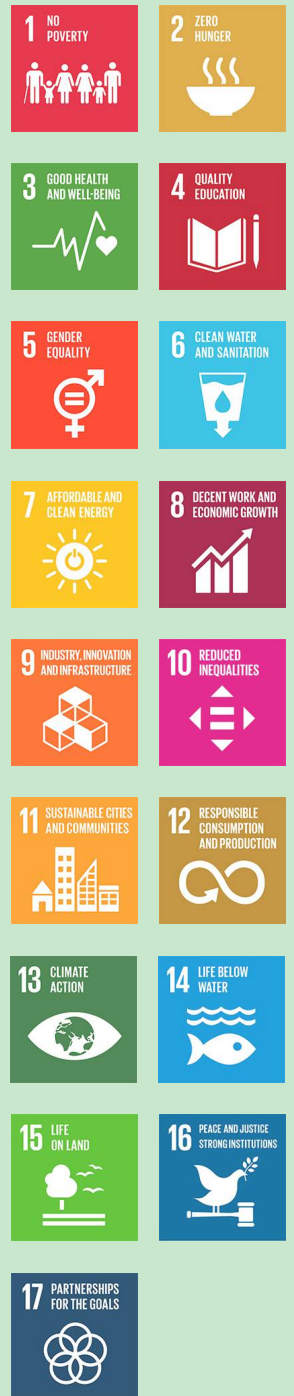 1 NO
POVERTY
2 ZERO
HUNGER
3 GOOD HEALTH
AND WELL-BEING
4 QUALITY
EDUCATION
5 GENDER
EQUALITY
6 CLEAN WATER
AND SANITATION
7 AFFORDABLE AND
CLEAN ENERGY
8 DECENT WORK AND
ECONOMIC GROWTH
9 INDUSTRY, INNOVATION
AND INFRASTRUCTURE
10 REDUCED
INEQUALITIES
11 SUSTAINABLE CITIES
AND COMMUNITIES
12 RESPONSIBLE
CONSUMPTION
AND PRODUCTION
13 CLIMATE
ACTION
14 LIFE BELOW
WATER
15 LIFE
ON LAND
16 PEACE AND JUSTICE
STRONG INSTITUTIONS
17 PARTNERSHIPS
FOR THE GOALS